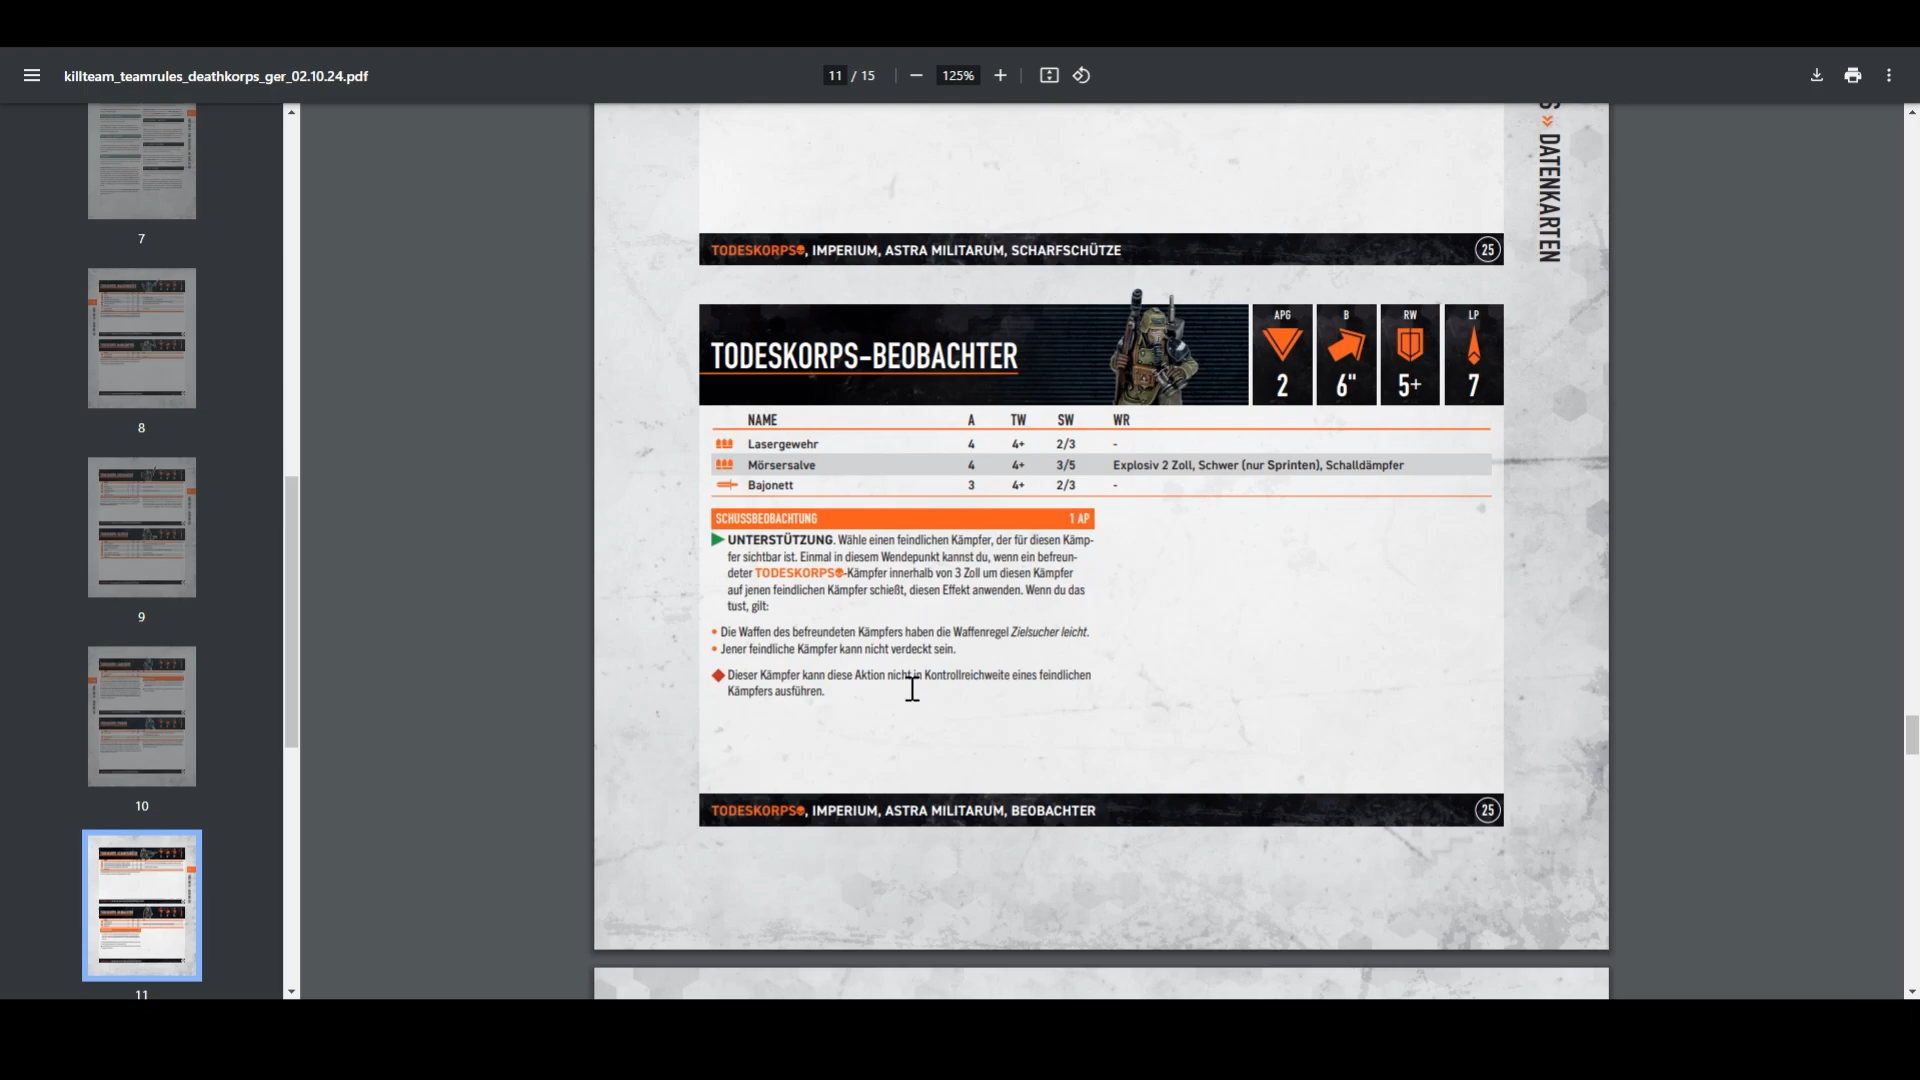 killteam_teamrules_deathkorps_ger_02.10.24.pdf
11 / 15
125%
7
8
9
10
11
DATENKARTEN
TODESKORPS, IMPERIUM, ASTRA MILITARUM, SCHARFSCHÜTZE
25
TODESKORPS-BEOBACHTER
APG B RW LP
2 6" 5+ 7
NAME A TW SW WR
Lasergewehr 4 4+ 2/3 -
Mörsersalve 4 4+ 3/5 Explosiv 2 Zoll, Schwer (nur Sprinten), Schalldämpfer
Bajonett 3 4+ 2/3 -
SCHUSSBEOBACHTUNG 1 AP
UNTERSTÜTZUNG. Wähle einen feindlichen Kämpfer, der für diesen Kämp-
fer sichtbar ist. Einmal in diesem Wendepunkt kannst du, wenn ein befreun-
deter TODESKORPS-Kämpfer innerhalb von 3 Zoll um diesen Kämpfer
auf jenen feindlichen Kämpfer schießt, diesen Effekt anwenden. Wenn du das
tust, gilt:
• Die Waffen des befreundeten Kämpfers haben die Waffenregel Zielsucher leicht.
• Jener feindliche Kämpfer kann nicht verdeckt sein.
Dieser Kämpfer kann diese Aktion nicht in Kontrollreichweite eines feindlichen
Kämpfers ausführen.
TODESKORPS, IMPERIUM, ASTRA MILITARUM, BEOBACHTER
25